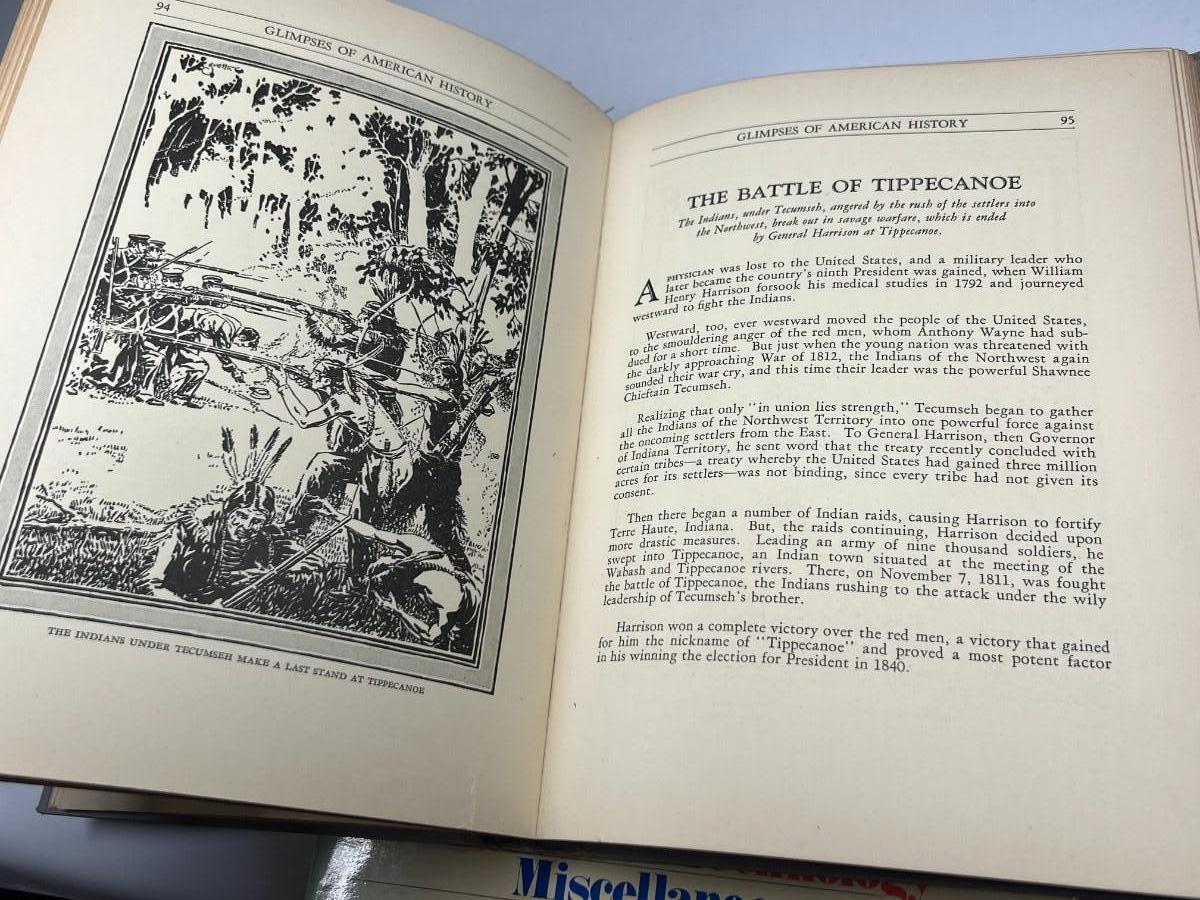 94
GLIMPSES OF AMERICAN HISTORY
THE INDIANS UNDER TECUMSEH MAKE A LAST STAND AT TIPPECANOE
GLIMPSES OF AMERICAN HISTORY
95
THE BATTLE OF TIPPECANOE
The Indians, under Tecumseh, angered by the rush of the settlers into
the Northwest, break out in savage warfare, which is ended
by General Harrison at Tippecanoe.
A PHYSICIAN was lost to the United States, and a military leader who
later became the country's ninth President was gained, when William
Henry Harrison forsook his medical studies in 1792 and journeyed
westward to fight the Indians.
Westward, too, ever westward moved the people of the United States,
to the smouldering anger of the red men, whom Anthony Wayne had sub-
dued for a short time. But just when the young nation was threatened with
the darkly approaching War of 1812, the Indians of the Northwest again
sounded their war cry, and this time their leader was the powerful Shawnee
Chieftain Tecumseh.
Realizing that only "in union lies strength," Tecumseh began to gather
all the Indians of the Northwest Territory into one powerful force against
the oncoming settlers from the East. To General Harrison, then Governor
of Indiana Territory, he sent word that the treaty recently concluded with
certain tribes—a treaty whereby the United States had gained three million
acres for its settlers—was not binding, since every tribe had not given its
consent.
Then there began a number of Indian raids, causing Harrison to fortify
Terre Haute, Indiana. But, the raids continuing, Harrison decided upon
more drastic measures. Leading an army of nine thousand soldiers, he
swept into Tippecanoe, an Indian town situated at the meeting of the
Wabash and Tippecanoe rivers. There, on November 7, 1811, was fought
the battle of Tippecanoe, the Indians rushing to the attack under the wily
leadership of Tecumseh's brother.
Harrison won a complete victory over the red men, a victory that gained
for him the nickname of "Tippecanoe" and proved a most potent factor
in his winning the election for President in 1840.